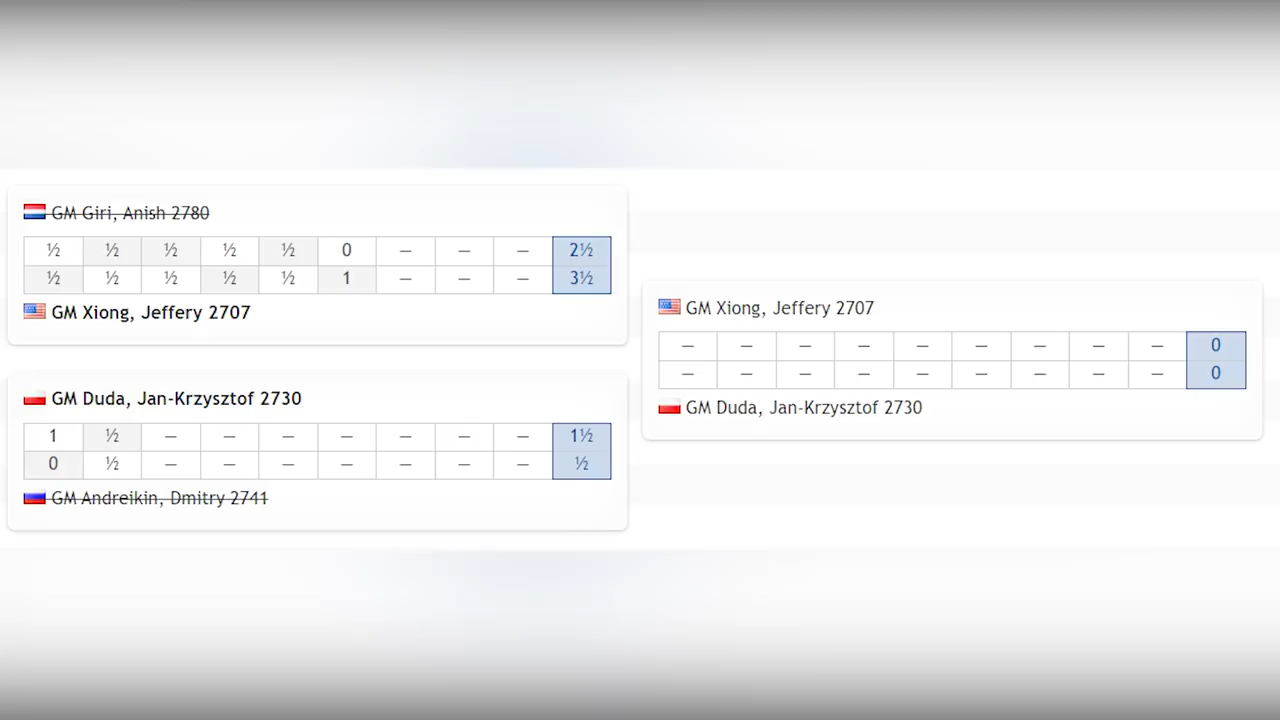 GM Giri, Anish 2780
½ ½ ½ ½ ½ 0 – – – 2½
½ ½ ½ ½ ½ 1 – – – 3½
GM Xiong, Jeffery 2707
GM Duda, Jan-Krzysztof 2730
1 ½ – – – – – – – 1½
0 ½ – – – – – – – ½
GM Andreikin, Dmitry 2741
GM Xiong, Jeffery 2707
– – – – – – – – – 0
– – – – – – – – – 0
GM Duda, Jan-Krzysztof 2730